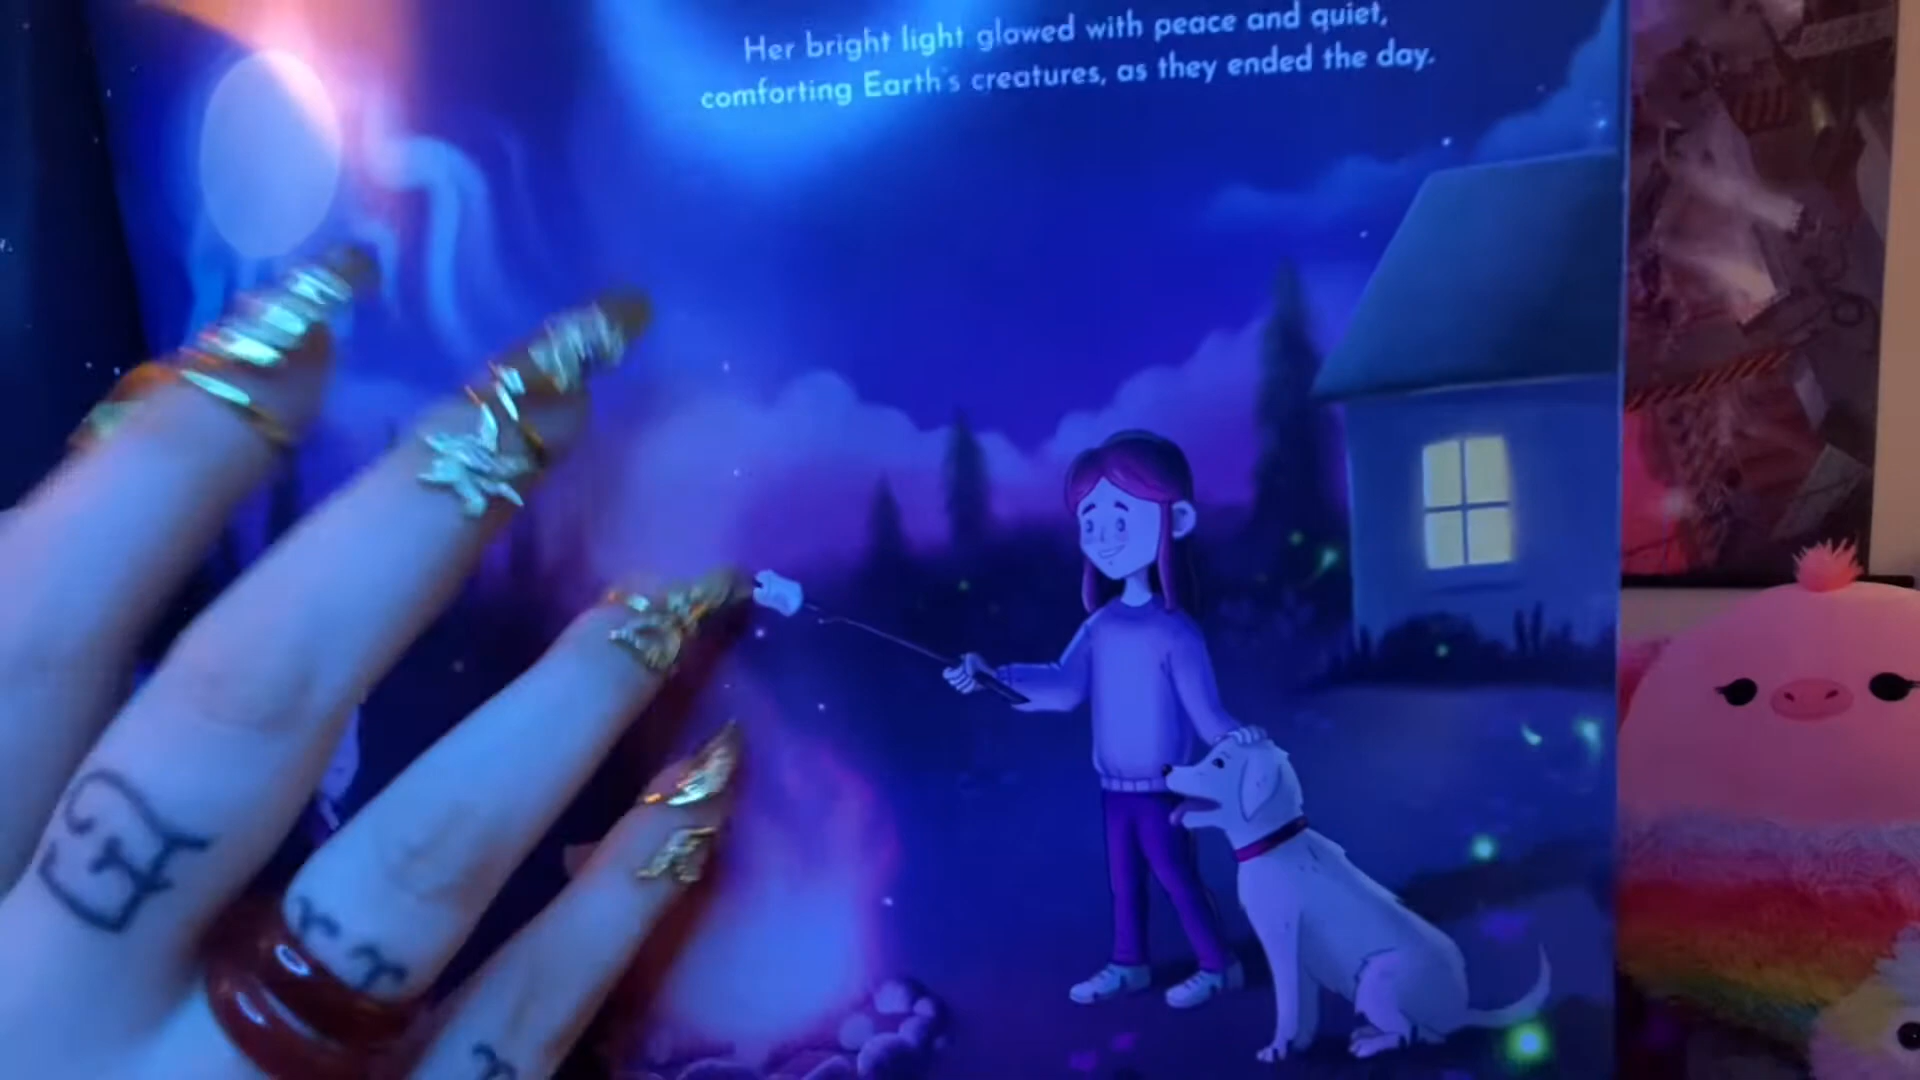 Her bright light glowed with peace and quiet,
comforting Earth's creatures, as they ended the day.